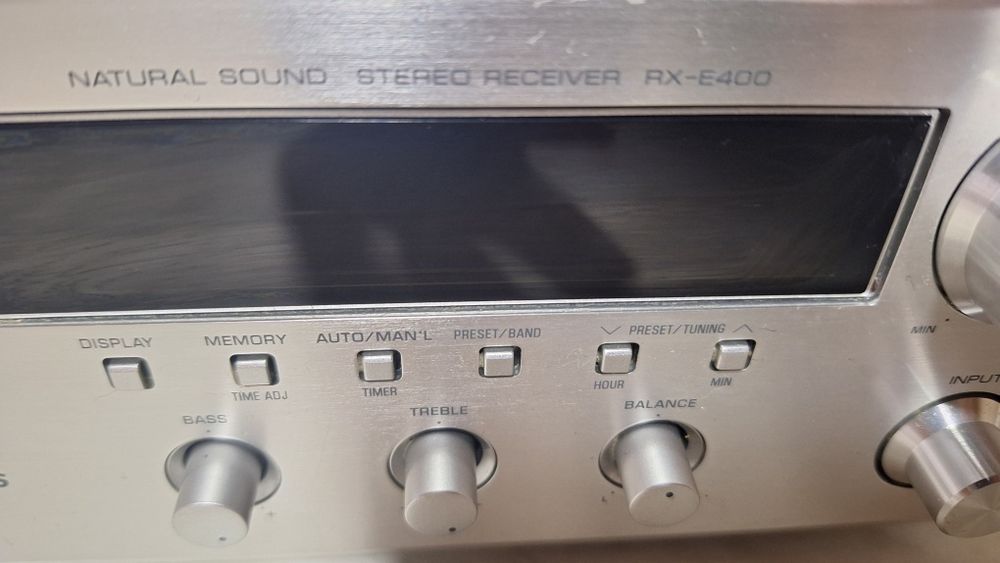 NATURAL SOUND STEREO RECEIVER RX-E400
DISPLAY MEMORY AUTO/MAN'L PRESET/BAND PRESET/TUNING MIN
TIME ADJ TIMER HOUR MIN
BASS TREBLE BALANCE INPUT
S